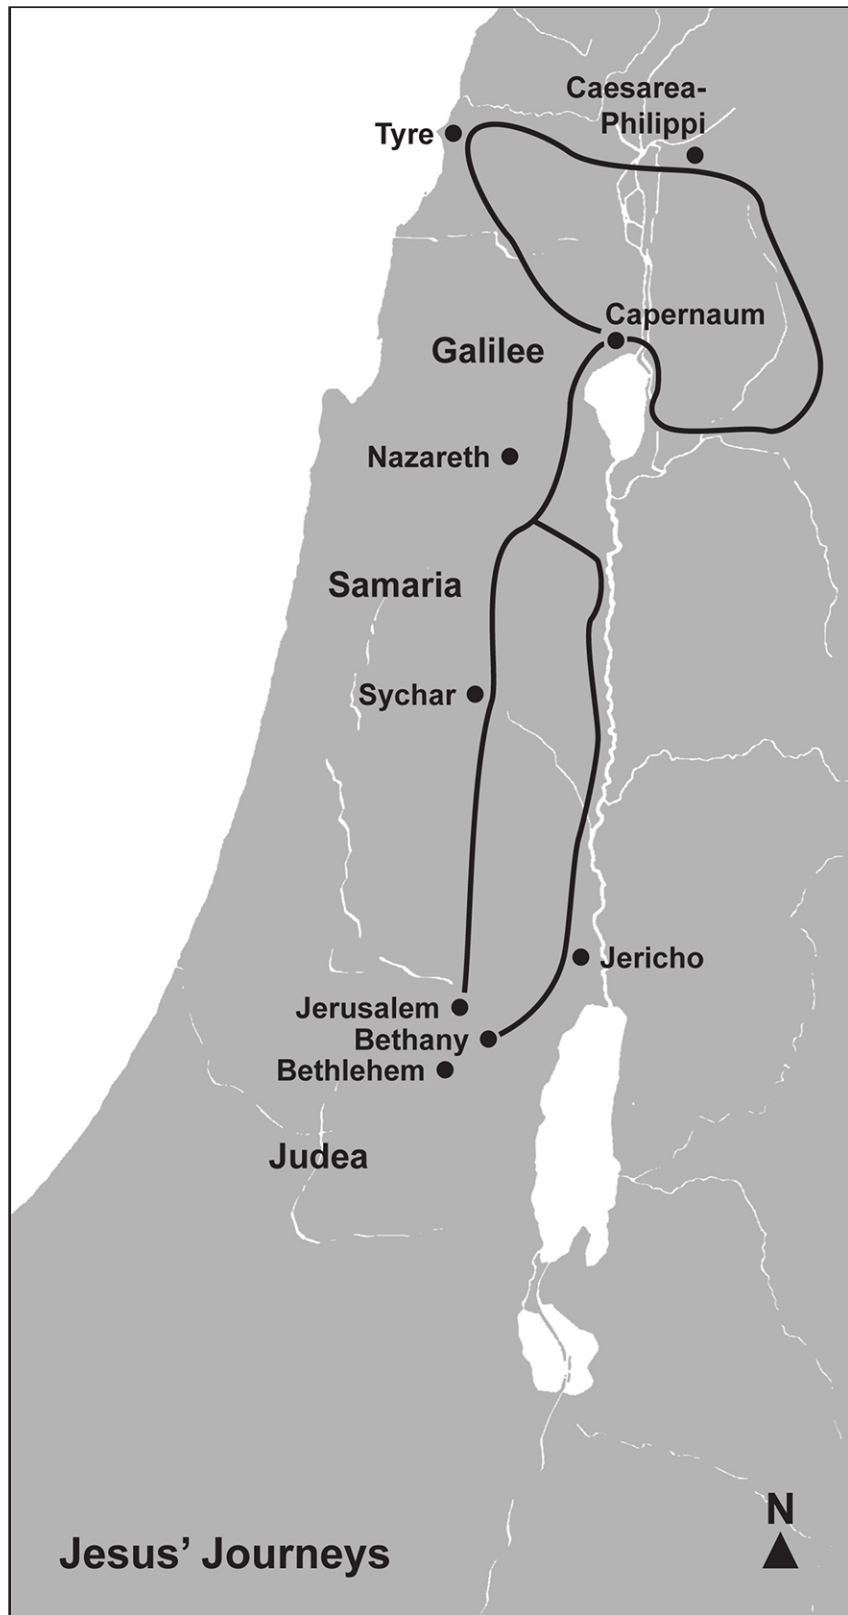 Caesarea-
Philippi
Tyre
Capernaum
Galilee
Nazareth
Samaria
Sychar
Jericho
Jerusalem
Bethany
Bethlehem
Judea
N
Jesus’ Journeys